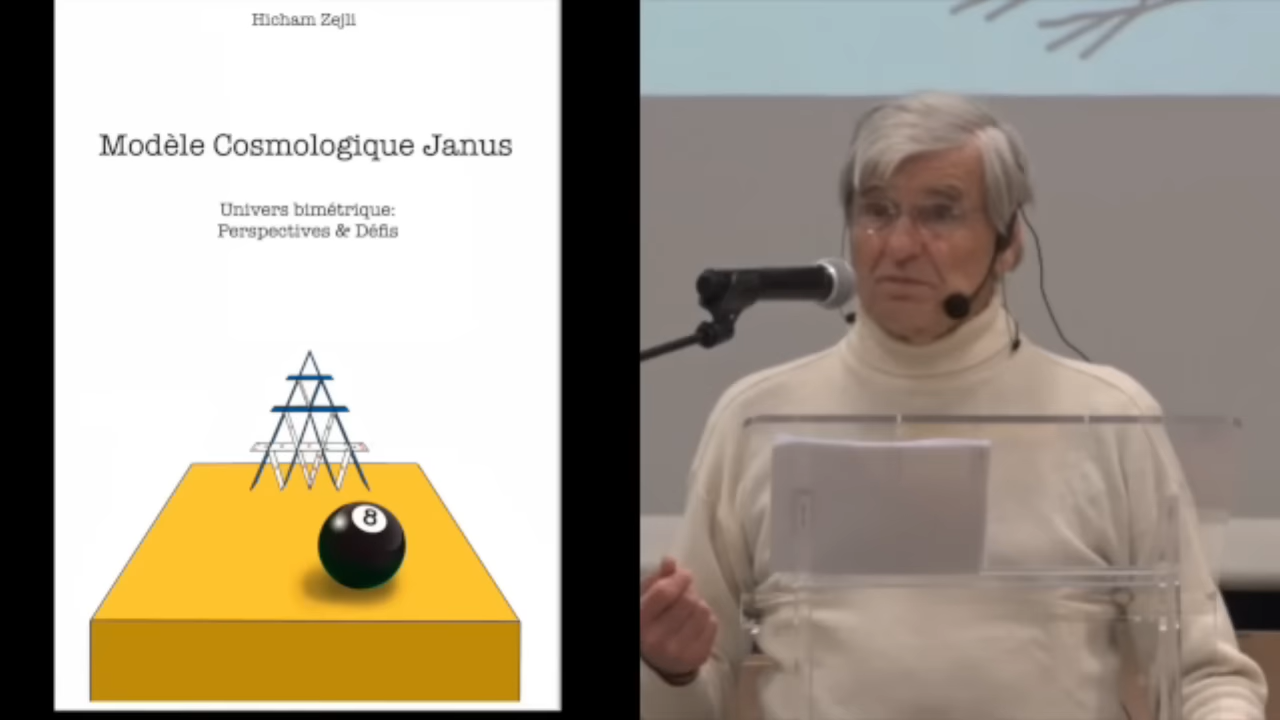 Hicham Zejli
Modèle Cosmologique Janus
Univers bimétrique:
Perspectives & Défis
8